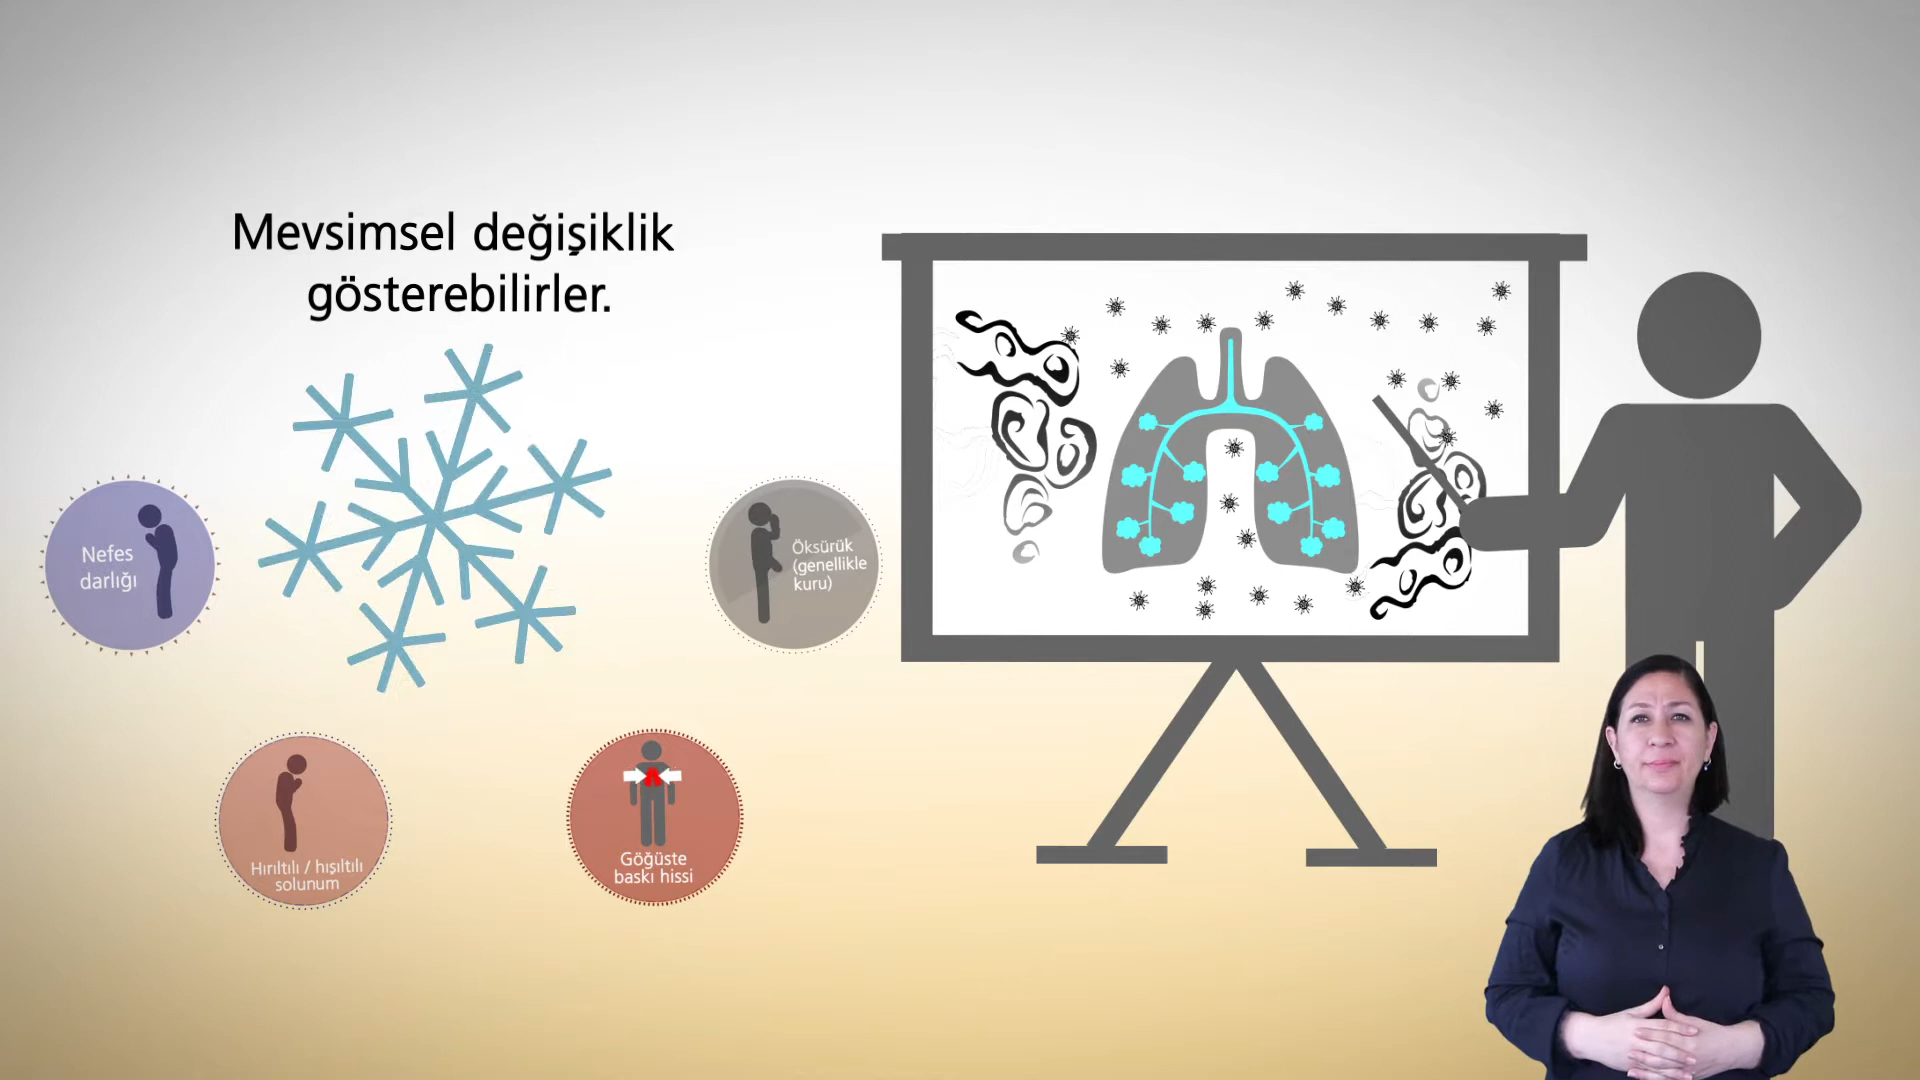 Mevsimsel değişiklik
gösterebilirler.
Nefes
darlığı
Öksürük
(genellikle
kuru)
Hırıltılı / hışıltılı
solunum
Göğüste
baskı hissi